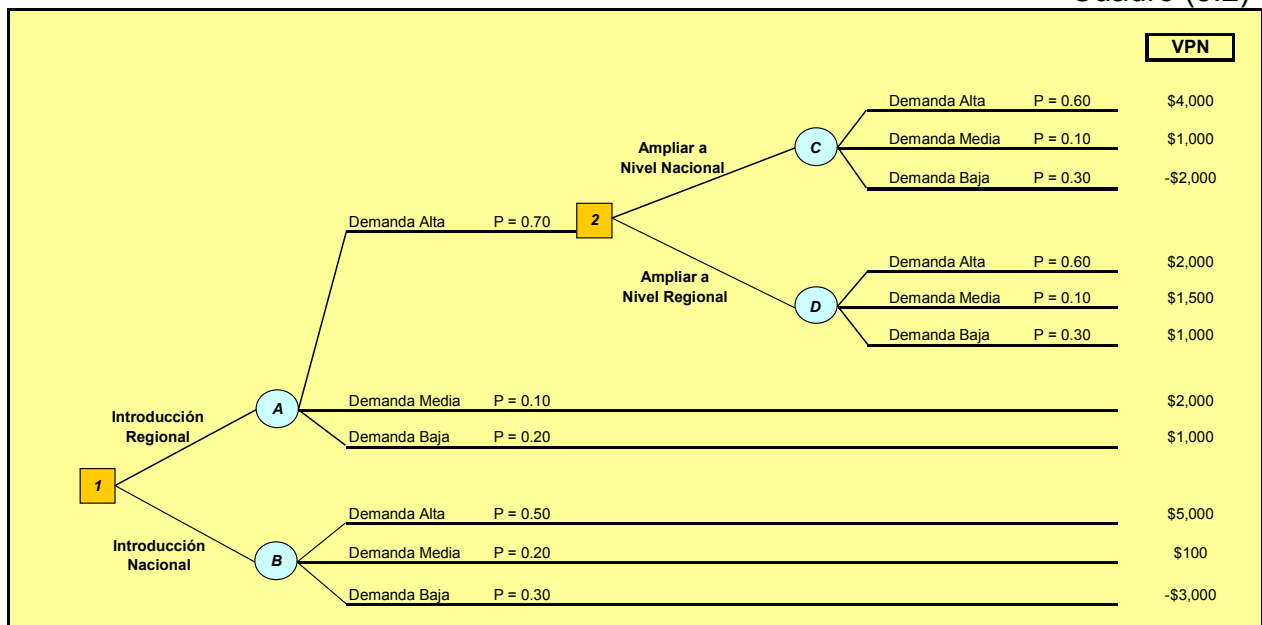 VPN
Demanda Alta P = 0.60 $4,000
Demanda Media P = 0.10 $1,000
Demanda Baja P = 0.30 -$2,000
Ampliar a
Nivel Nacional
C
Demanda Alta P = 0.70
2
Ampliar a
Nivel Regional
D
Demanda Alta P = 0.60 $2,000
Demanda Media P = 0.10 $1,500
Demanda Baja P = 0.30 $1,000
Introducción
Regional
A
Demanda Media P = 0.10 $2,000
Demanda Baja P = 0.20 $1,000
1
Introducción
Nacional
B
Demanda Alta P = 0.50 $5,000
Demanda Media P = 0.20 $100
Demanda Baja P = 0.30 -$3,000